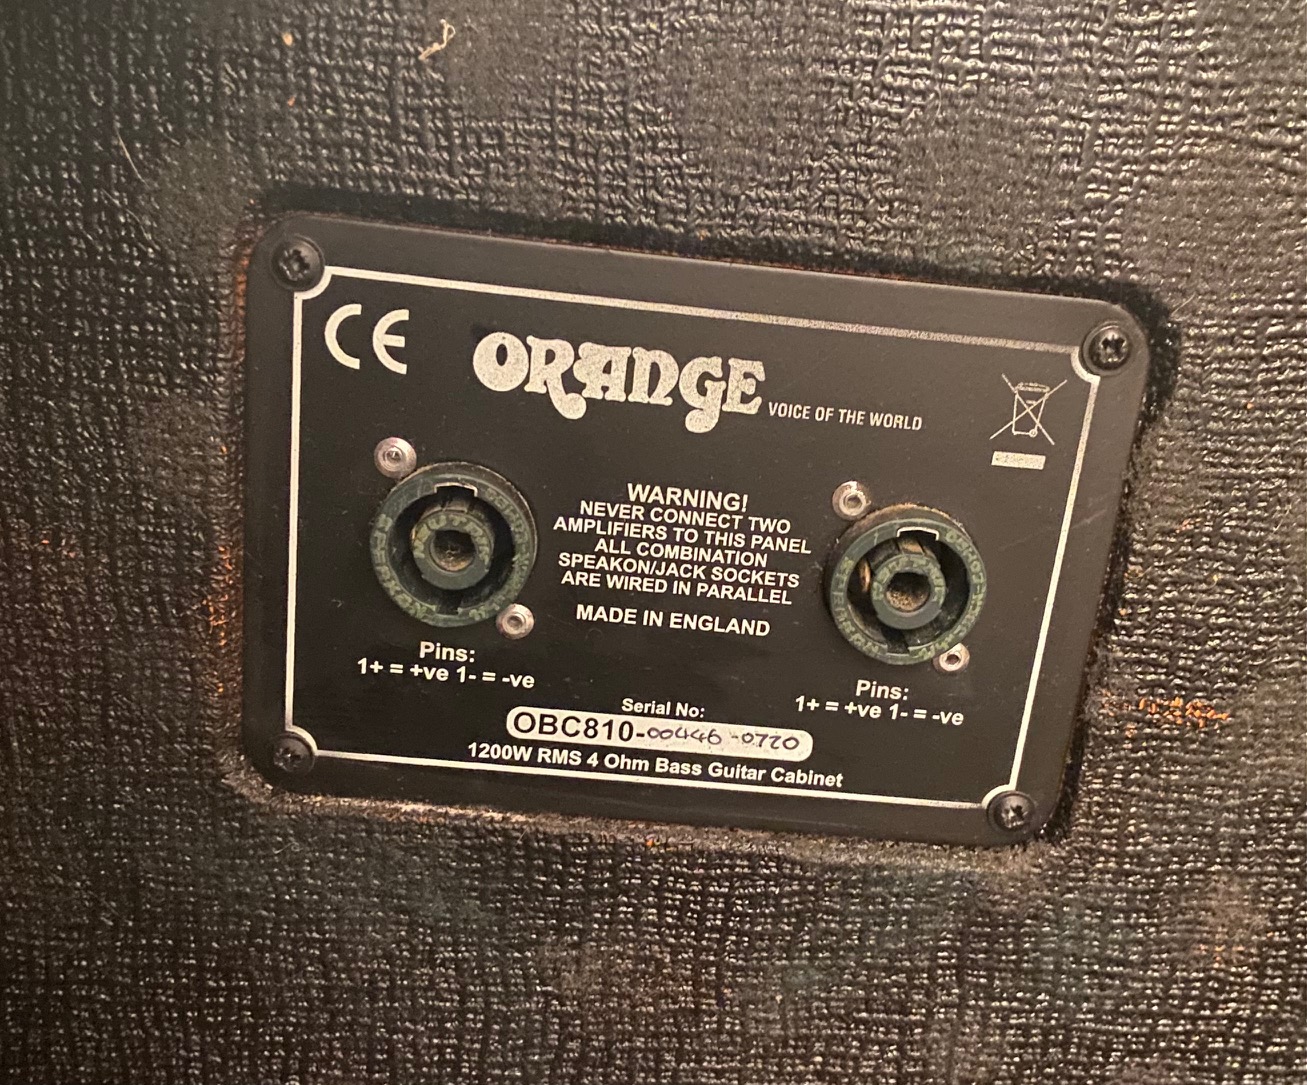 CE
ORANGE
VOICE OF THE WORLD
WARNING!
NEVER CONNECT TWO
AMPLIFIERS TO THIS PANEL
ALL COMBINATION
SPEAKON/JACK SOCKETS
ARE WIRED IN PARALLEL
MADE IN ENGLAND
Pins:
1+ = +ve 1- = -ve
Pins:
1+ = +ve 1- = -ve
Serial No:
OBC810-00446-0720
1200W RMS 4 Ohm Bass Guitar Cabinet